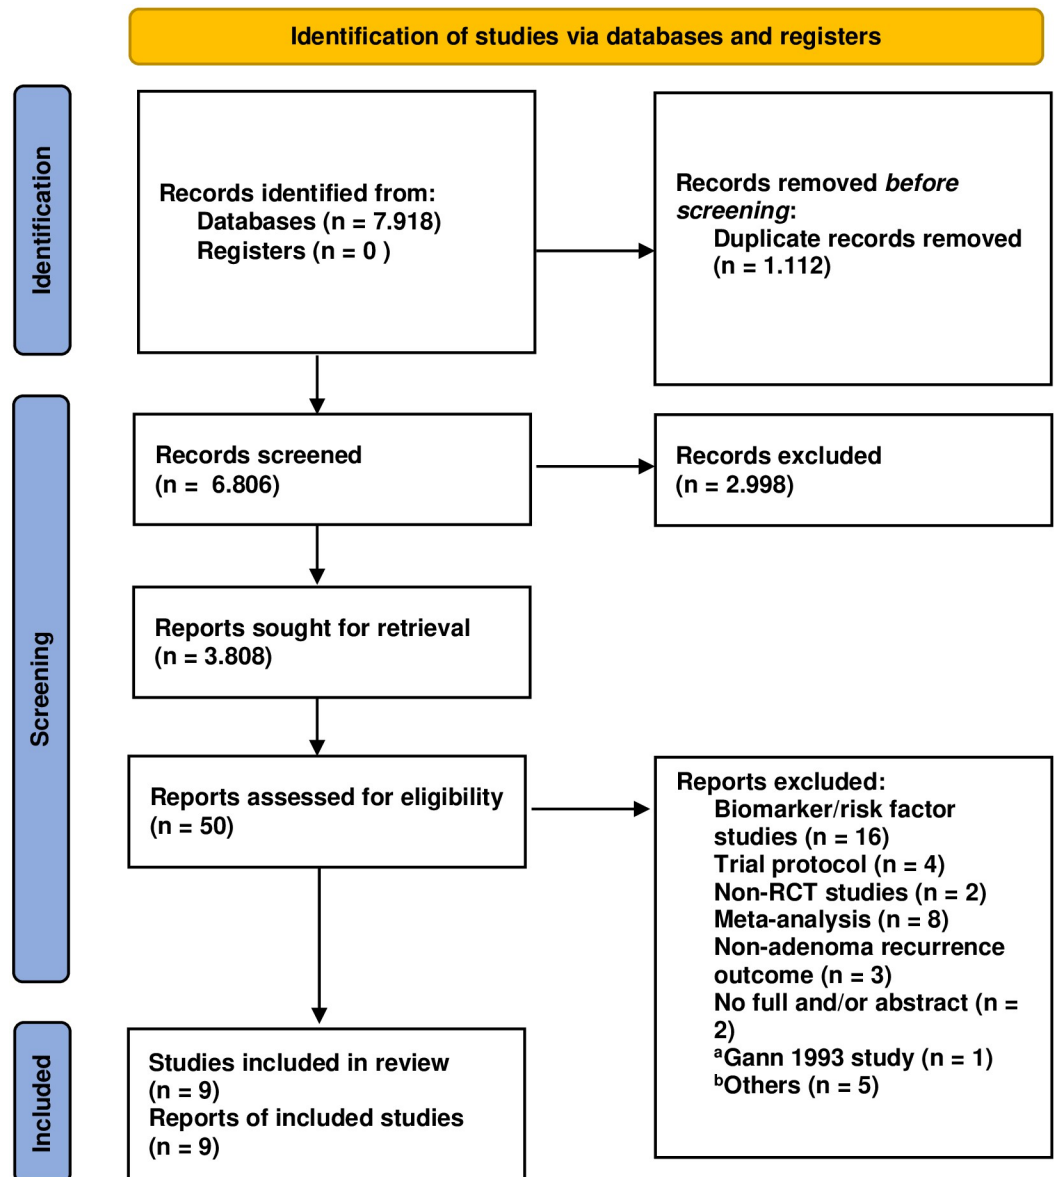 Identification of studies via databases and registers
Identification
Records identified from:
Databases (n = 7.918)
Registers (n = 0 )
Records removed before
screening:
Duplicate records removed
(n = 1.112)
Screening
Records screened
(n = 6.806)
Records excluded
(n = 2.998)
Reports sought for retrieval
(n = 3.808)
Reports assessed for eligibility
(n = 50)
Reports excluded:
Biomarker/risk factor
studies (n = 16)
Trial protocol (n = 4)
Non-RCT studies (n = 2)
Meta-analysis (n = 8)
Non-adenoma recurrence
outcome (n = 3)
No full and/or abstract (n =
2)
ᵃGann 1993 study (n = 1)
ᵇOthers (n = 5)
Included
Studies included in review
(n = 9)
Reports of included studies
(n = 9)